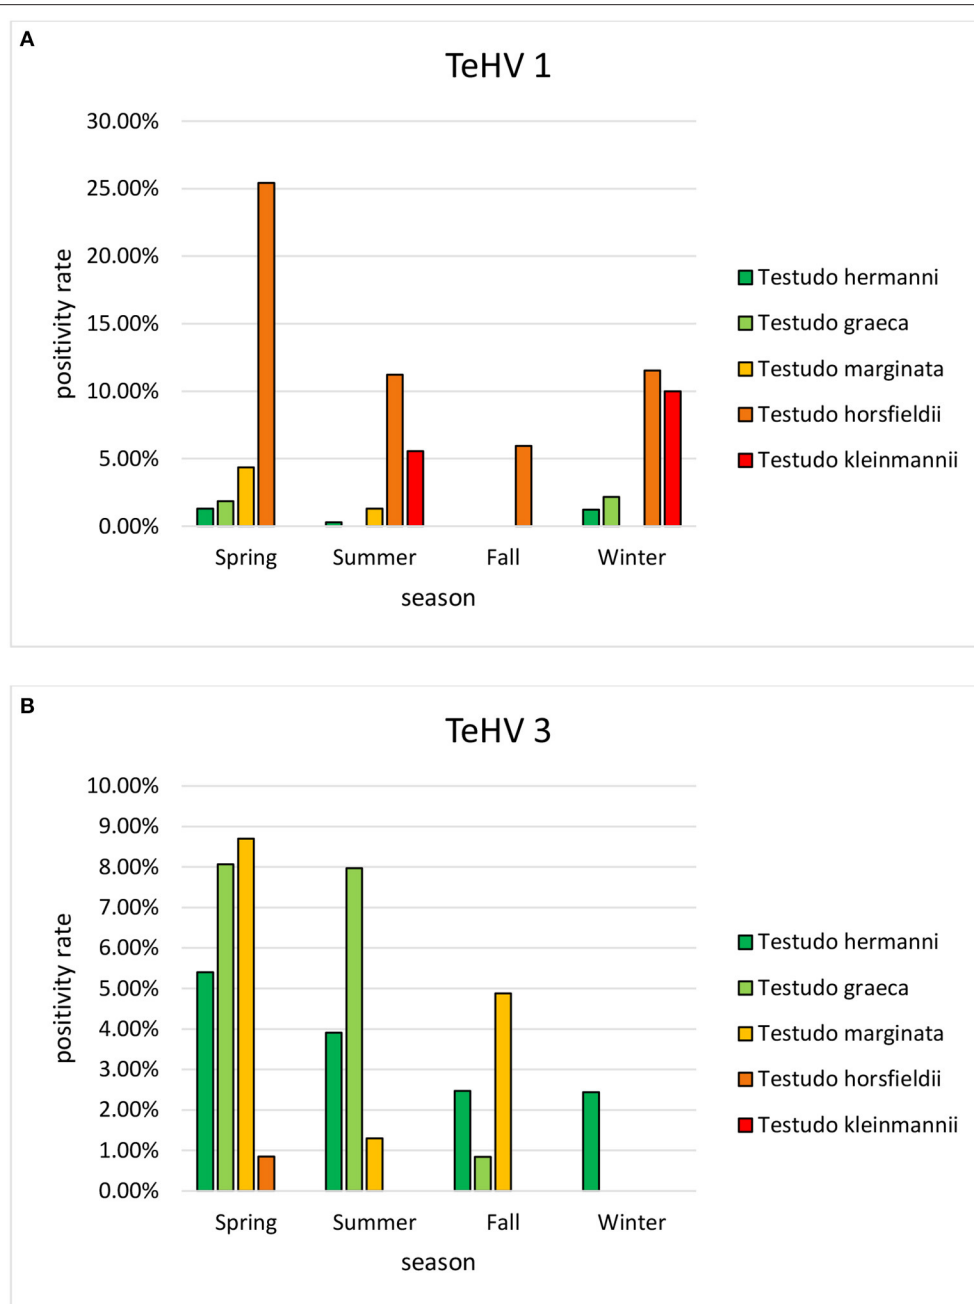 A
TeHV 1
30.00%
25.00%
20.00%
15.00%
10.00%
5.00%
0.00%
positivity rate
Spring Summer Fall Winter
season
Testudo hermanni
Testudo graeca
Testudo marginata
Testudo horsfieldii
Testudo kleinmannii
B
TeHV 3
10.00%
9.00%
8.00%
7.00%
6.00%
5.00%
4.00%
3.00%
2.00%
1.00%
0.00%
positivity rate
Spring Summer Fall Winter
season
Testudo hermanni
Testudo graeca
Testudo marginata
Testudo horsfieldii
Testudo kleinmannii